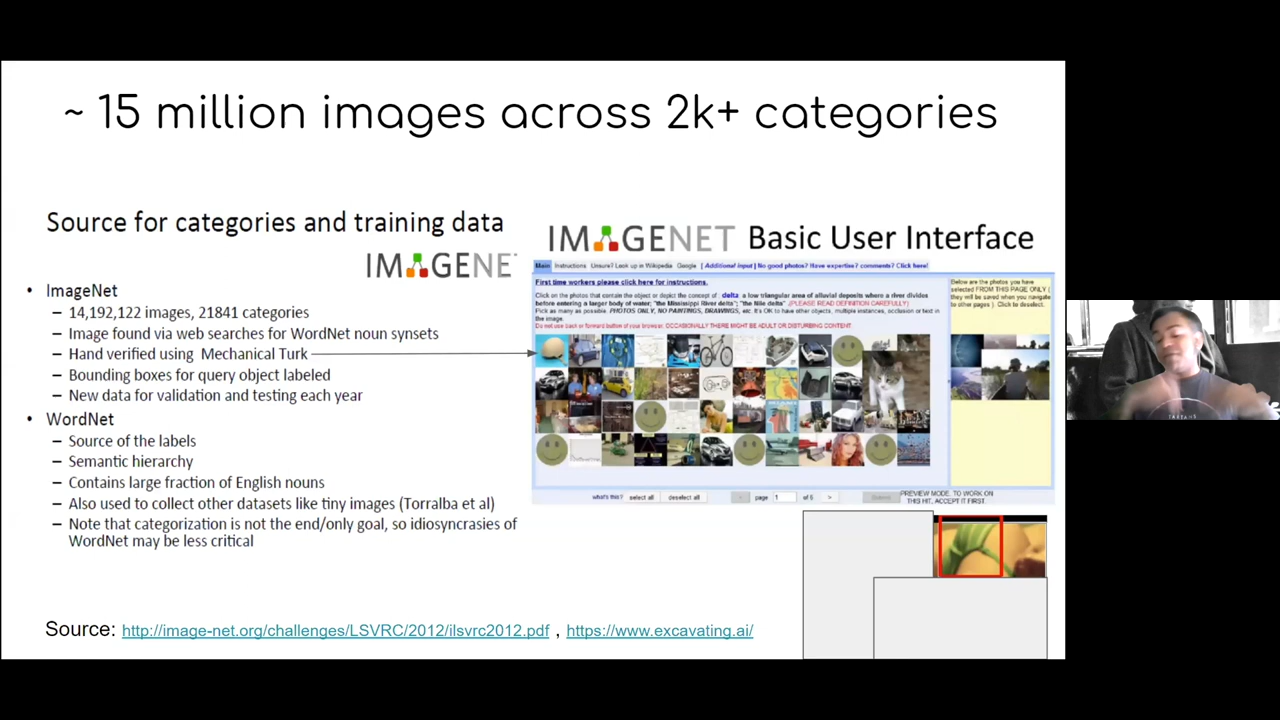 ~ 15 million images across 2k+ categories
Source for categories and training data
IMAGENE
• ImageNet
– 14,192,122 images, 21841 categories
– Image found via web searches for WordNet noun synsets
– Hand verified using Mechanical Turk
– Bounding boxes for query object labeled
– New data for validation and testing each year
• WordNet
– Source of the labels
– Semantic hierarchy
– Contains large fraction of English nouns
– Also used to collect other datasets like tiny images (Torralba et al)
– Note that categorization is not the end/only goal, so idiosyncrasies of
WordNet may be less critical
IMAGENET Basic User Interface
Main Instructions Unsure? Look up in Wikipedia Google [ Additional input ] No good photos? Have expertise? comments? Click here!
First time workers please click here for instructions.
Click on the photos that contain the object or depict the concept of : delta: a low triangular area of alluvial deposits where a river divides
before entering a larger body of water; "the Mississippi River delta"; "the Nile delta" .(PLEASE READ DEFINITION CAREFULLY)
Pick as many as possible. PHOTOS ONLY, NO PAINTINGS, DRAWINGS, etc. It's OK to have other objects, multiple instances, occlusion or text in
the image.
Do not use back or forward button of your browser. OCCASIONALLY THERE MIGHT BE ADULT OR DISTURBING CONTENT.
Below are the photos you have
selected FROM THIS PAGE ONLY (
they will be saved when you navigate
to other pages ). Click to deselect.
what's this? select all deselect all < page 1 of 6 > Submit
PREVIEW MODE. TO WORK ON
THIS HIT, ACCEPT IT FIRST.
Source: http://image-net.org/challenges/LSVRC/2012/ilsvrc2012.pdf , https://www.excavating.ai/